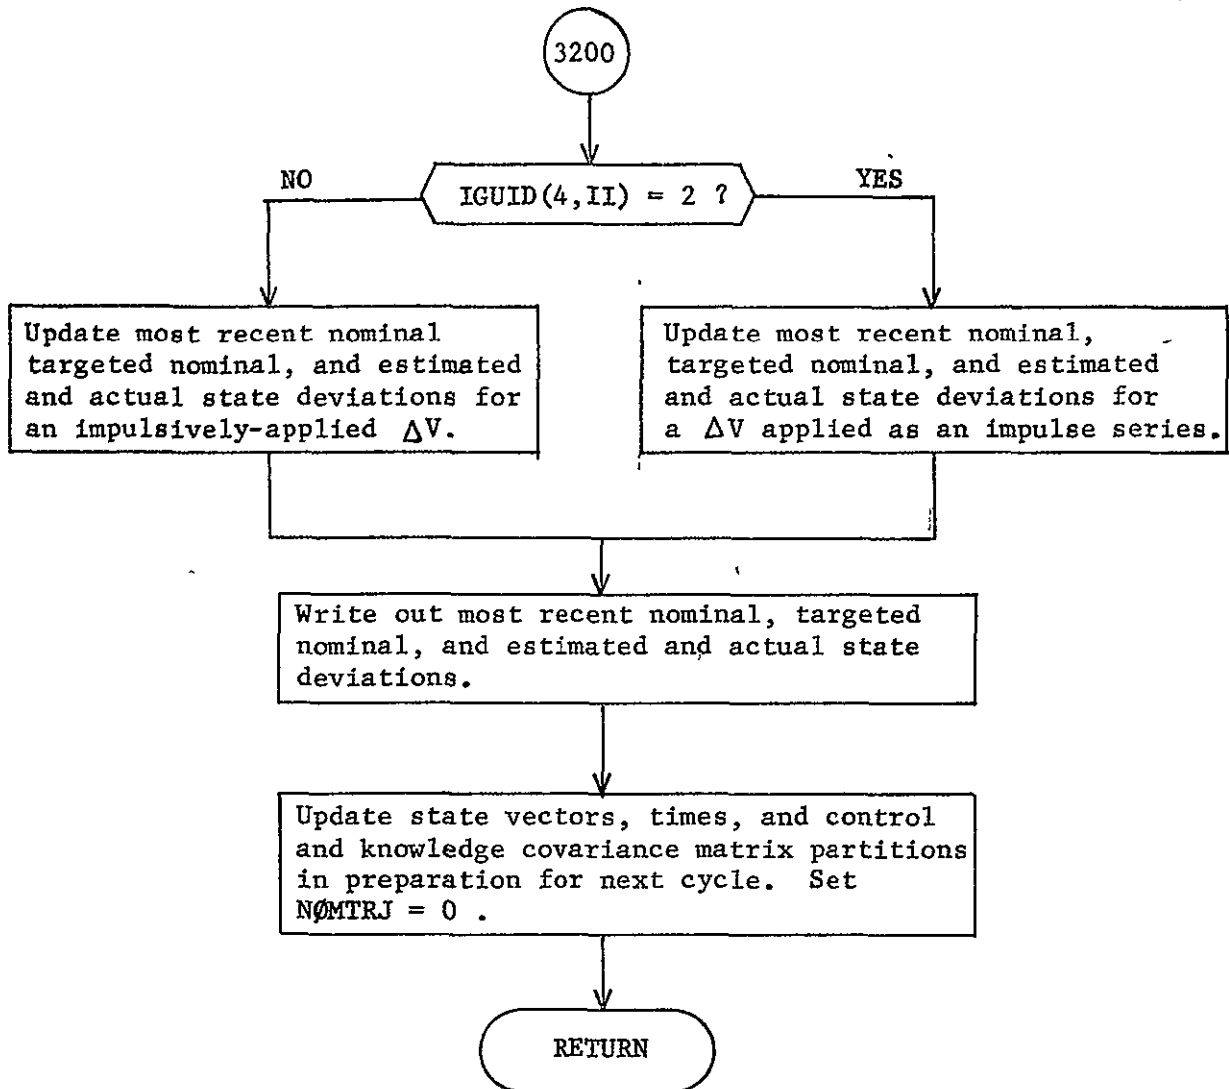 3200
NO
IGUID(4,II) = 2 ?
YES
Update most recent nominal
targeted nominal, and estimated
and actual state deviations for
an impulsively-applied ΔV.
Update most recent nominal,
targeted nominal, and estimated
and actual state deviations for
a ΔV applied as an impulse series.
Write out most recent nominal, targeted
nominal, and estimated and actual state
deviations.
Update state vectors, times, and control
and knowledge covariance matrix partitions
in preparation for next cycle. Set
NØMTRJ = 0 .
RETURN